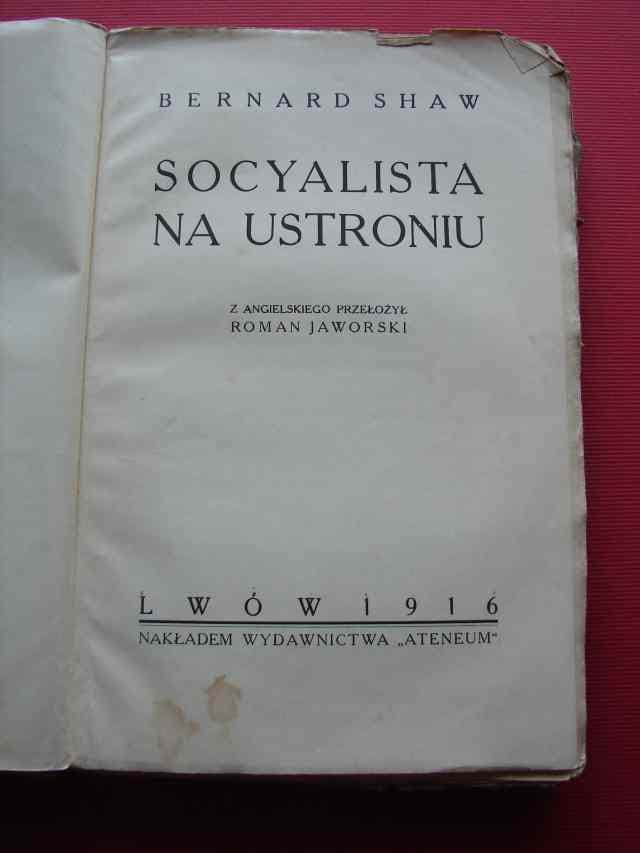 BERNARD SHAW
SOCYALISTA
NA USTRONIU
Z ANGIELSKIEGO PRZEŁOŻYŁ
ROMAN JAWORSKI
LWÓW 1916
NAKŁADEM WYDAWNICTWA „ATENEUM“